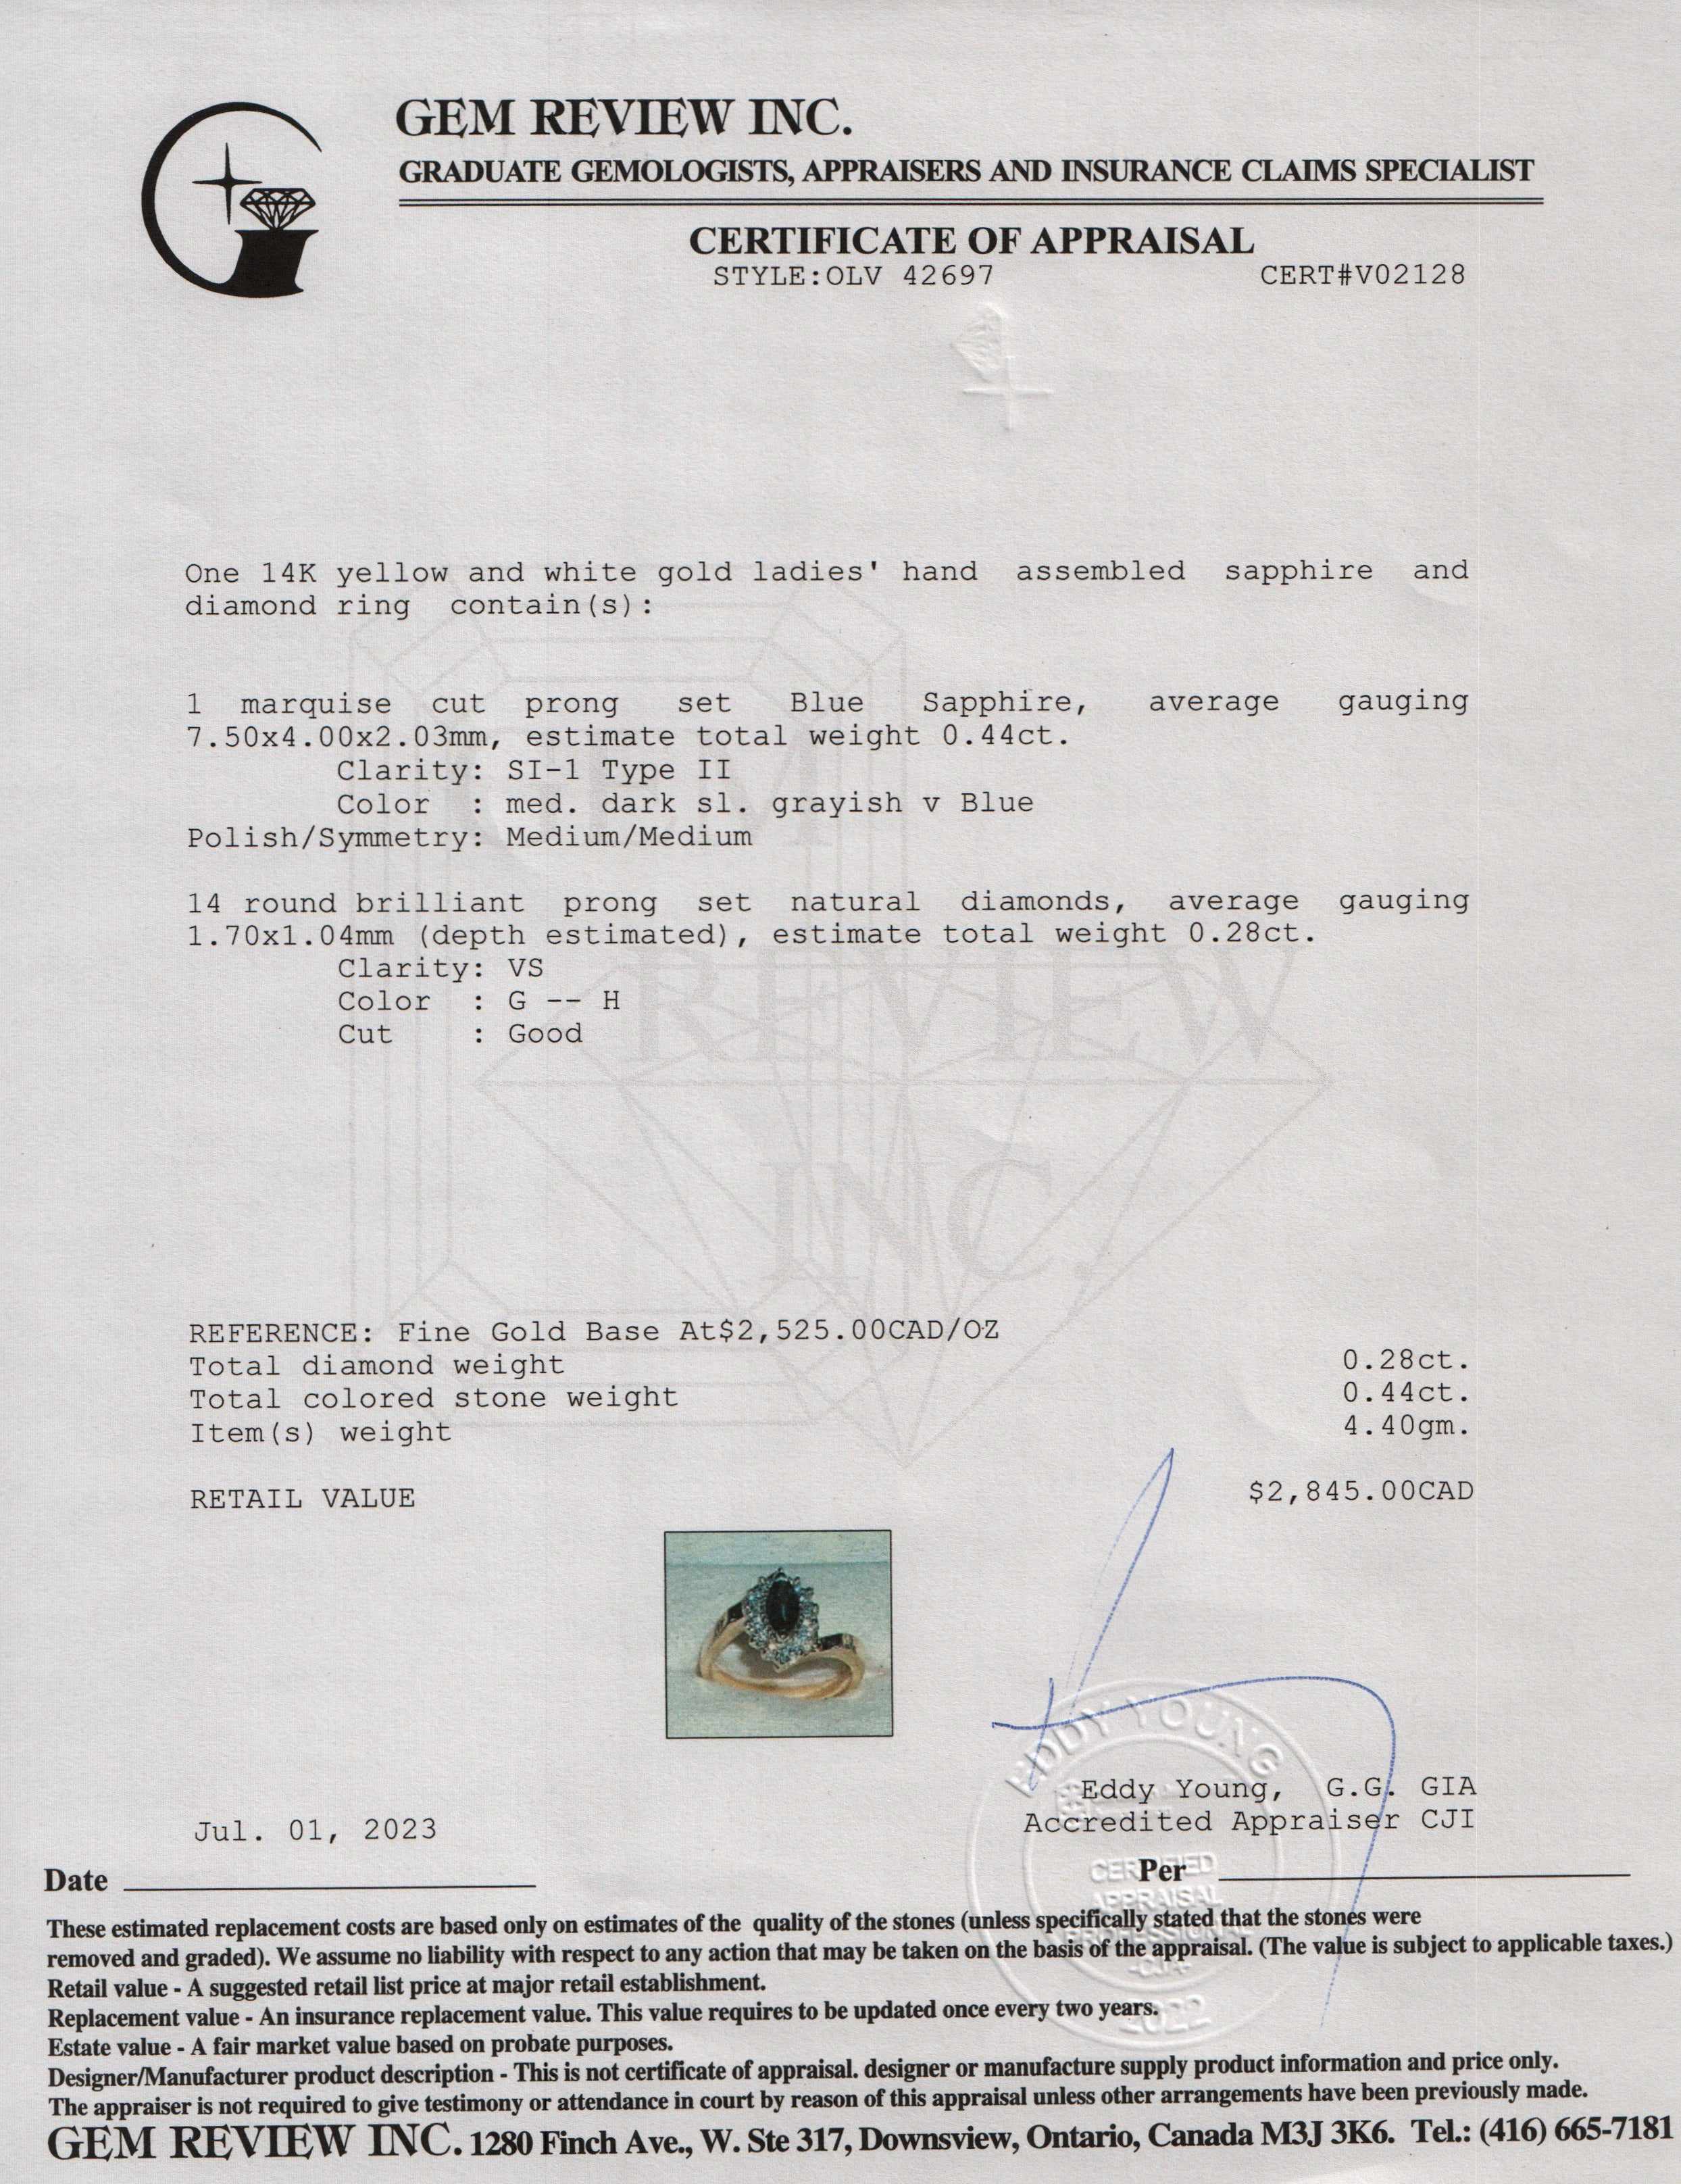 GEM REVIEW INC.
GRADUATE GEMOLOGISTS, APPRAISERS AND INSURANCE CLAIMS SPECIALIST
CERTIFICATE OF APPRAISAL
STYLE:OLV 42697 CERT#V02128
One 14K yellow and white gold ladies' hand assembled sapphire and
diamond ring contain(s):
1 marquise cut prong set Blue Sapphire, average gauging
7.50x4.00x2.03mm, estimate total weight 0.44ct.
Clarity: SI-1 Type II
Color : med. dark sl. grayish v Blue
Polish/Symmetry: Medium/Medium
14 round brilliant prong set natural diamonds, average gauging
1.70x1.04mm (depth estimated), estimate total weight 0.28ct.
Clarity: VS
Color : G -- H
Cut : Good
REVIEW
INC.
REFERENCE: Fine Gold Base At$2,525.00CAD/OZ
Total diamond weight 0.28ct.
Total colored stone weight 0.44ct.
Item(s) weight 4.40gm.
RETAIL VALUE $2,845.00CAD
EDDY YOUNG
Eddy Young, G.G. GIA
Accredited Appraiser CJI
Jul. 01, 2023
CERTIFIED
APPRAISAL
PROFESSIONAL
-CJA-
2022
Date Per
These estimated replacement costs are based only on estimates of the quality of the stones (unless specifically stated that the stones were
removed and graded). We assume no liability with respect to any action that may be taken on the basis of the appraisal. (The value is subject to applicable taxes.)
Retail value - A suggested retail list price at major retail establishment.
Replacement value - An insurance replacement value. This value requires to be updated once every two years.
Estate value - A fair market value based on probate purposes.
Designer/Manufacturer product description - This is not certificate of appraisal. designer or manufacture supply product information and price only.
The appraiser is not required to give testimony or attendance in court by reason of this appraisal unless other arrangements have been previously made.
GEM REVIEW INC. 1280 Finch Ave., W. Ste 317, Downsview, Ontario, Canada M3J 3K6. Tel.: (416) 665-7181